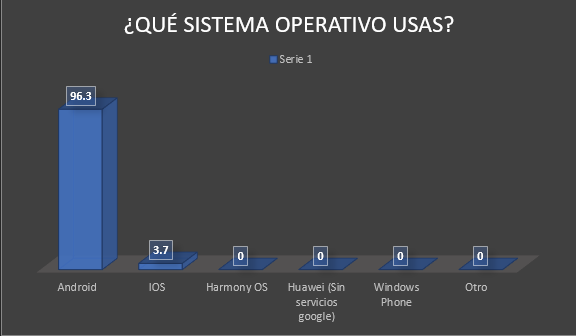 ¿QUÉ SISTEMA OPERATIVO USAS?
Serie 1
96.3
3.7
0
0
0
0
Android
IOS
Harmony OS
Huawei (Sin
servicios
google)
Windows
Phone
Otro